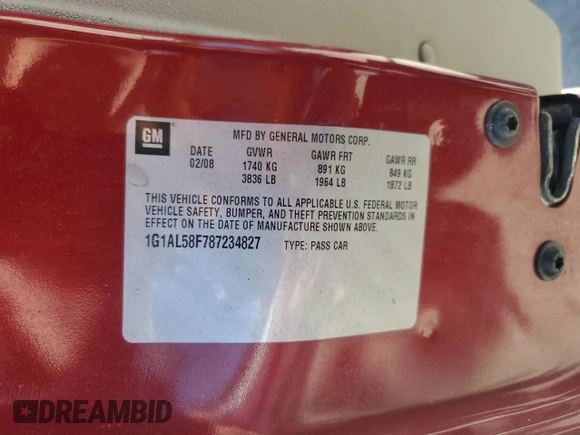 GM
MFD BY GENERAL MOTORS CORP.
DATE GVWR GAWR FRT GAWR RR
02/08 1740 KG 891 KG 849 KG
3836 LB 1964 LB 1872 LB
THIS VEHICLE CONFORMS TO ALL APPLICABLE U.S. FEDERAL MOTOR
VEHICLE SAFETY, BUMPER, AND THEFT PREVENTION STANDARDS IN
EFFECT ON THE DATE OF MANUFACTURE SHOWN ABOVE.
1G1AL58F787234827 TYPE: PASS CAR
DREAMBID